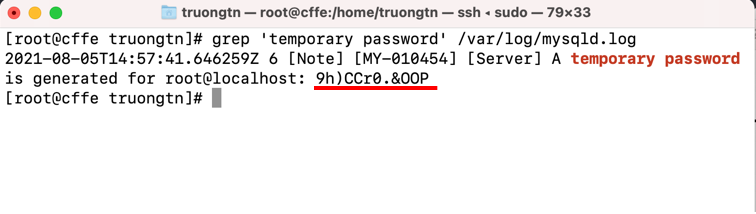 truongtn — root@cffe:/home/truongtn — ssh ◂ sudo — 79×33
[root@cffe truongtn]# grep 'temporary password' /var/log/mysqld.log
2021-08-05T14:57:41.646259Z 6 [Note] [MY-010454] [Server] A temporary password
is generated for root@localhost: 9h)CCr0.&OOP
[root@cffe truongtn]#